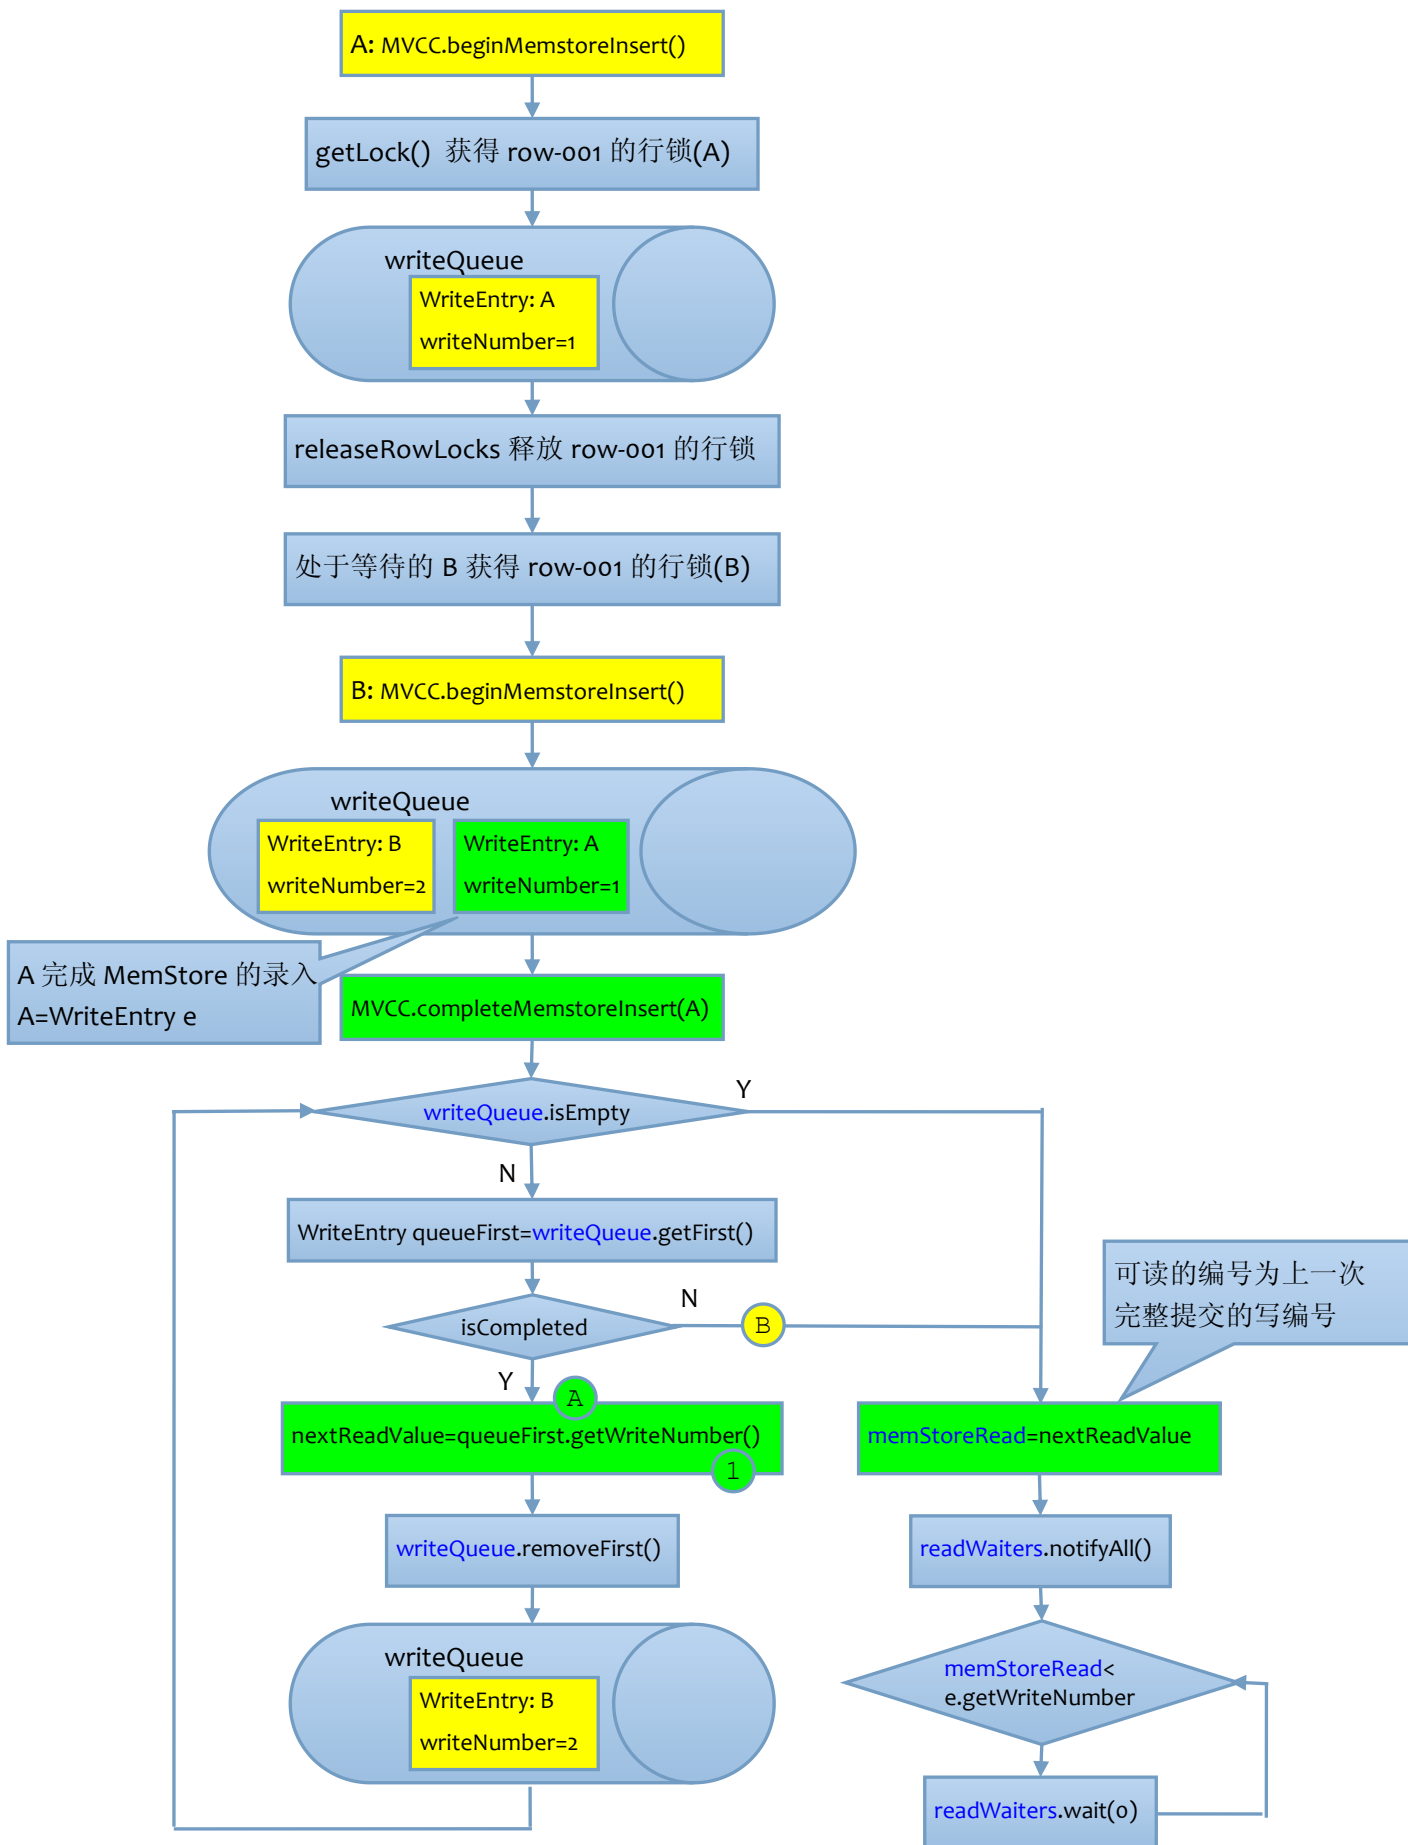 A: MVCC.beginMemstoreInsert()
getLock() 获得 row-001 的行锁(A)
writeQueue
WriteEntry: A
writeNumber=1
releaseRowLocks 释放 row-001 的行锁
处于等待的 B 获得 row-001 的行锁(B)
B: MVCC.beginMemstoreInsert()
writeQueue
WriteEntry: B
writeNumber=2
WriteEntry: A
writeNumber=1
A 完成 MemStore 的录入
A=WriteEntry e
MVCC.completeMemstoreInsert(A)
writeQueue.isEmpty
Y
N
WriteEntry queueFirst=writeQueue.getFirst()
isCompleted
N
B
Y
A
nextReadValue=queueFirst.getWriteNumber()
1
writeQueue.removeFirst()
writeQueue
WriteEntry: B
writeNumber=2
可读的编号为上一次
完整提交的写编号
memStoreRead=nextReadValue
readWaiters.notifyAll()
memStoreRead<
e.getWriteNumber
readWaiters.wait(0)